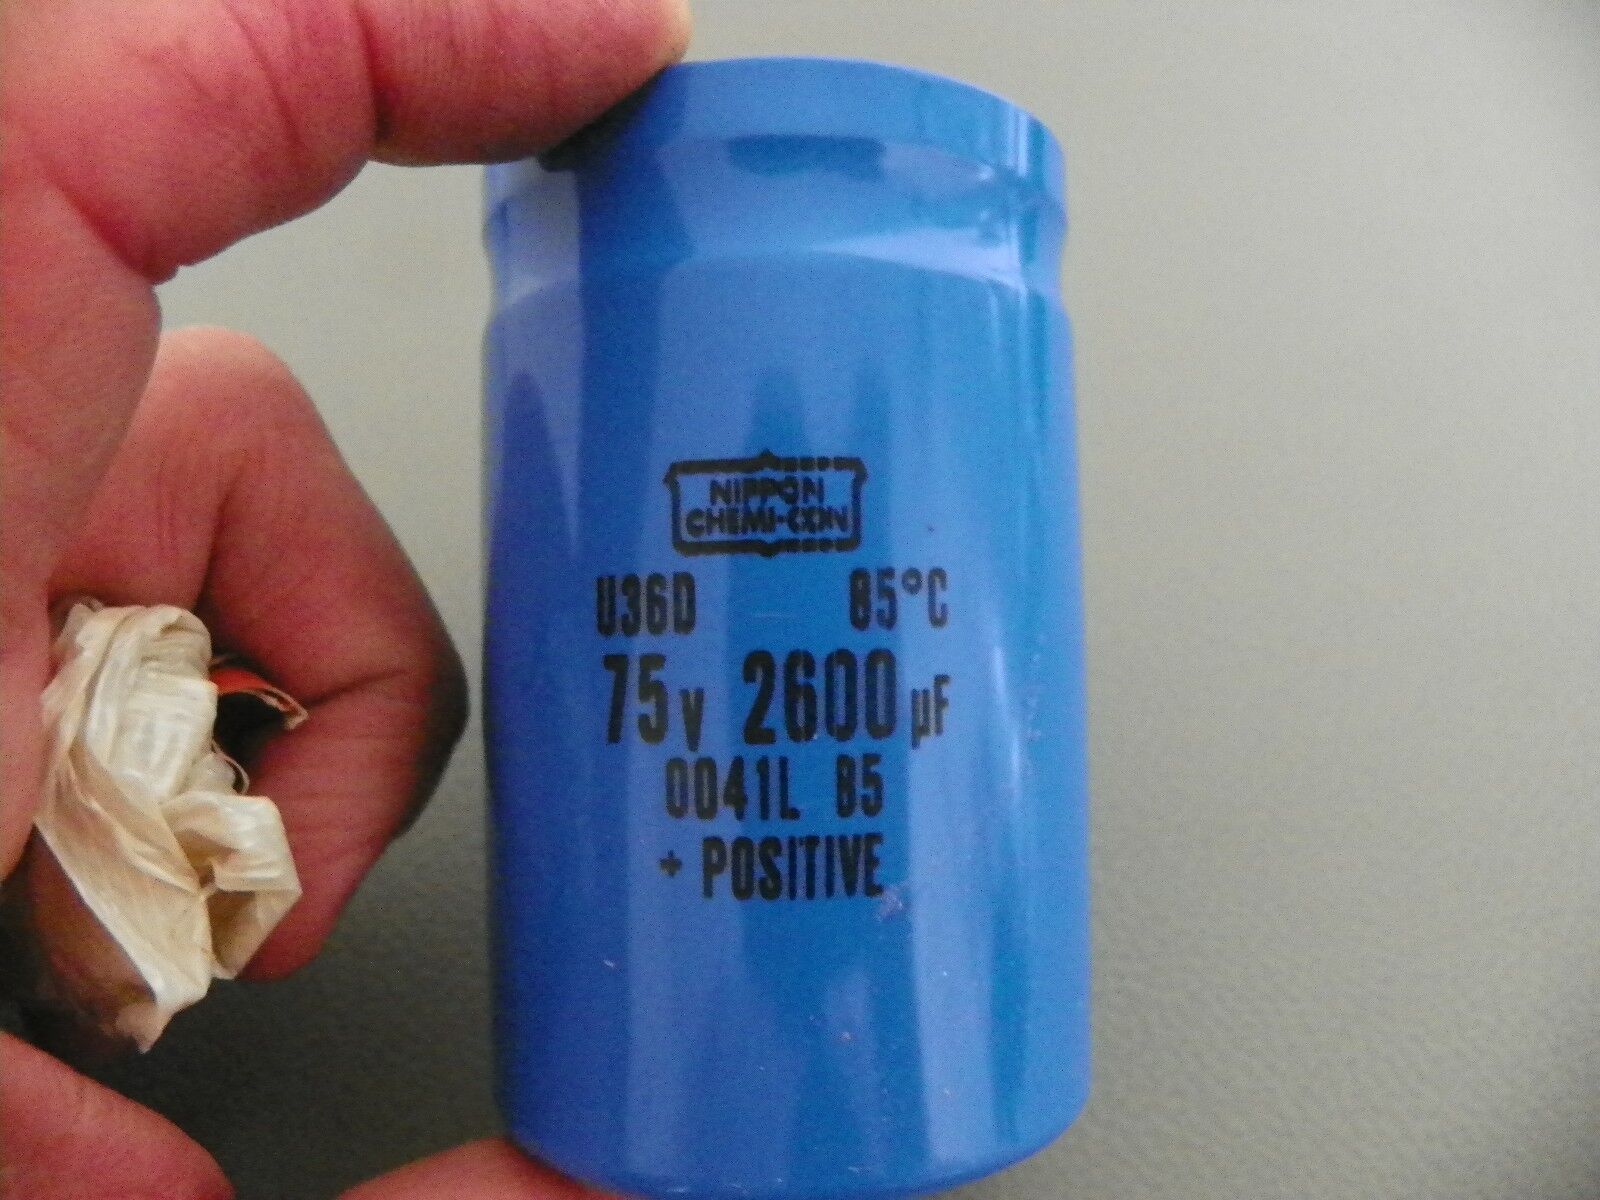 NIPPON
CHEMI-CON
U36D 85°C
75v 2600µF
0041L B5
+ POSITIVE